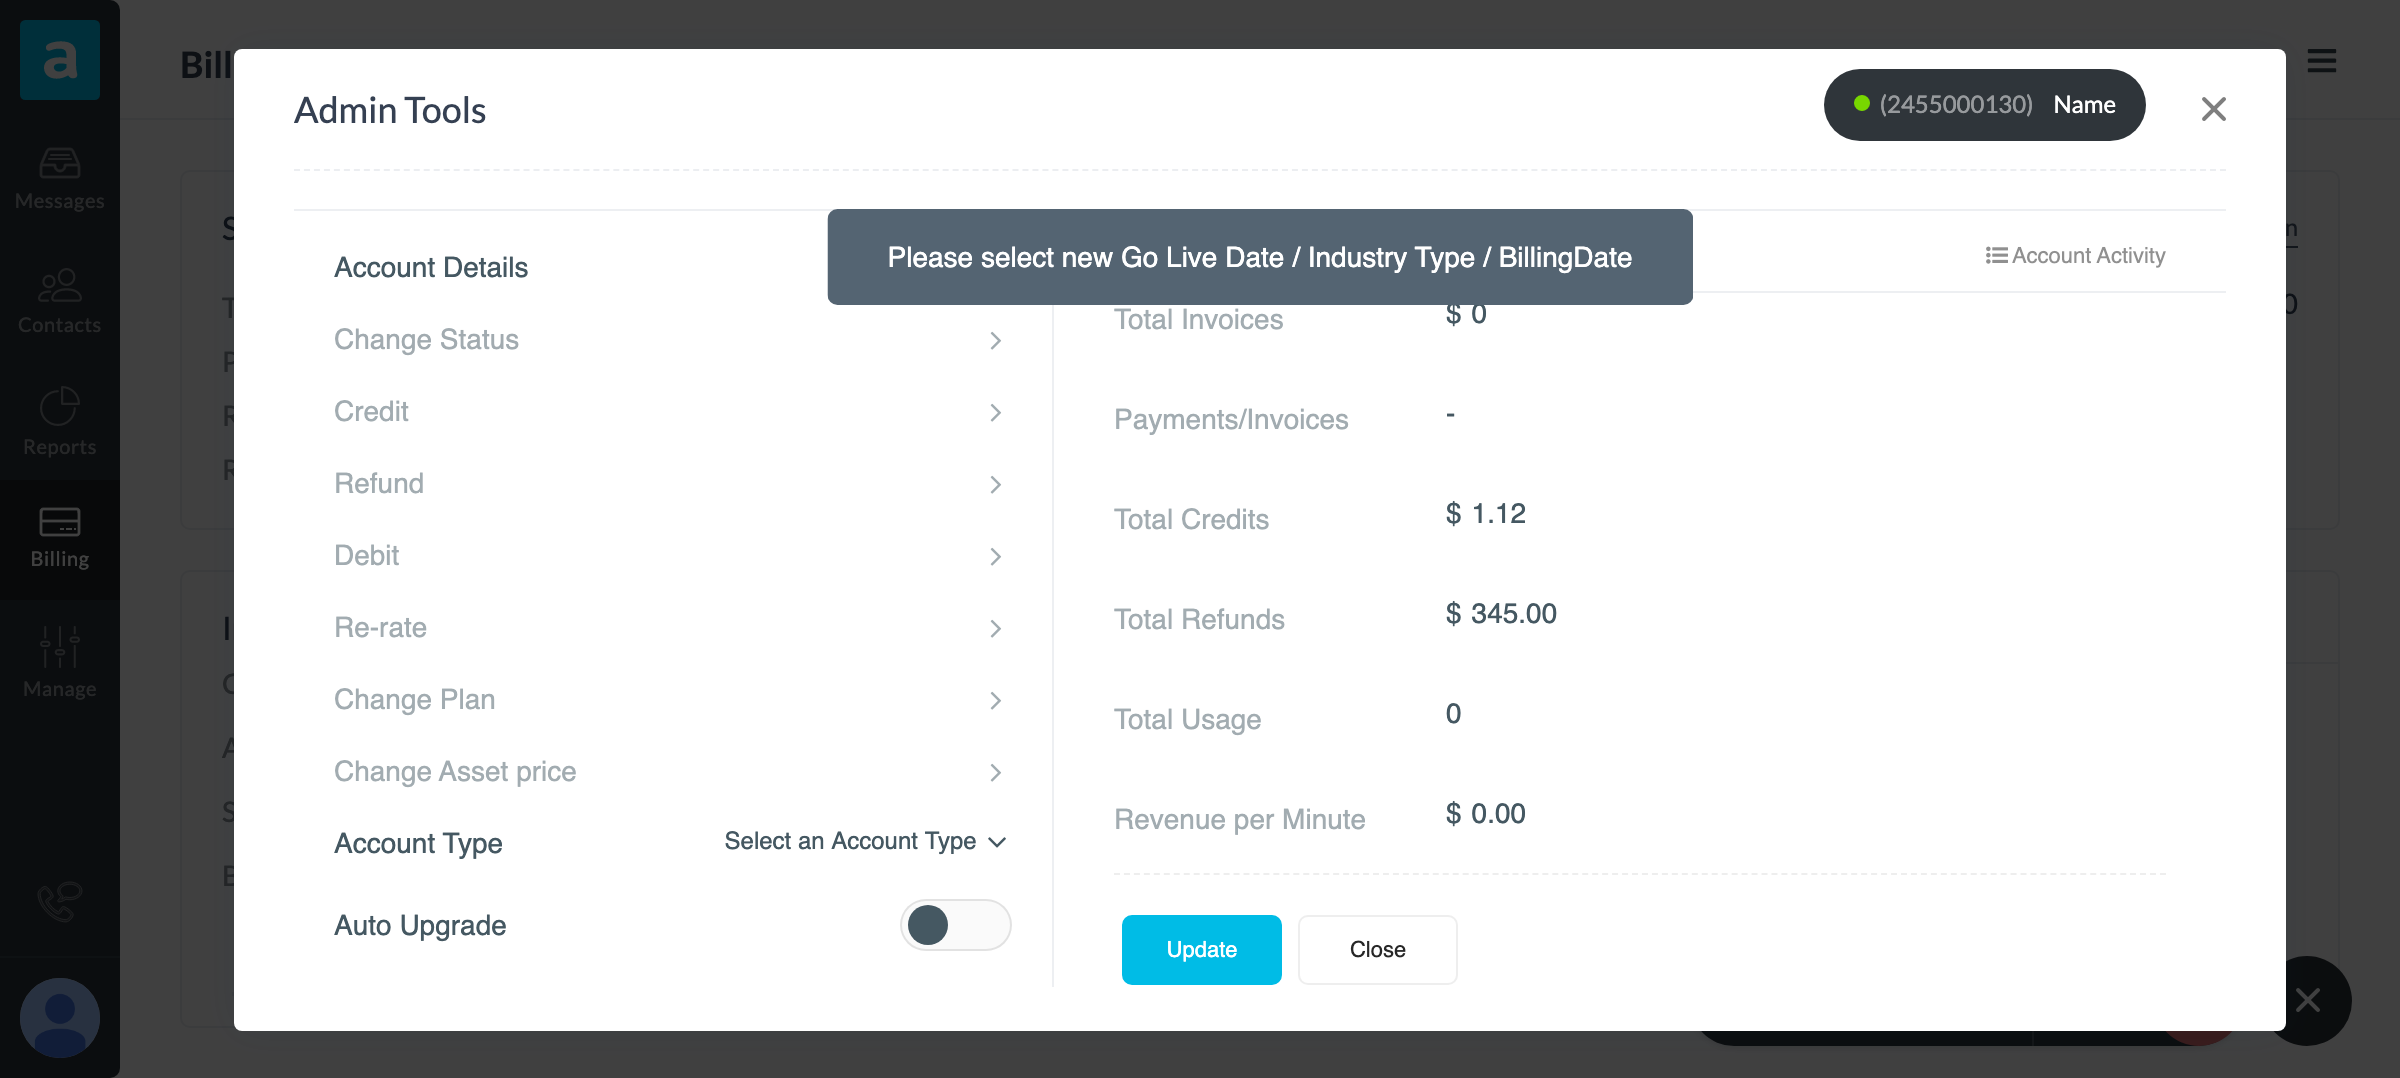 a
Messages
Contacts
Reports
Billing
Manage
Bill
Admin Tools
(2455000130) Name
Please select new Go Live Date / Industry Type / BillingDate
Account Activity
Account Details
Change Status
Credit
Refund
Debit
Re-rate
Change Plan
Change Asset price
Account Type
Select an Account Type
Auto Upgrade
Total Invoices
$ 0
Payments/Invoices
-
Total Credits
$ 1.12
Total Refunds
$ 345.00
Total Usage
0
Revenue per Minute
$ 0.00
Update
Close